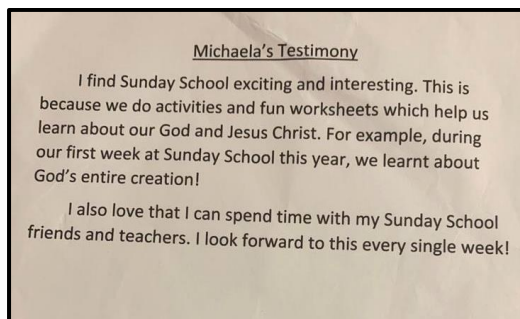 Michaela's Testimony
I find Sunday School exciting and interesting. This is
because we do activities and fun worksheets which help us
learn about our God and Jesus Christ. For example, during
our first week at Sunday School this year, we learnt about
God's entire creation!
I also love that I can spend time with my Sunday School
friends and teachers. I look forward to this every single week!